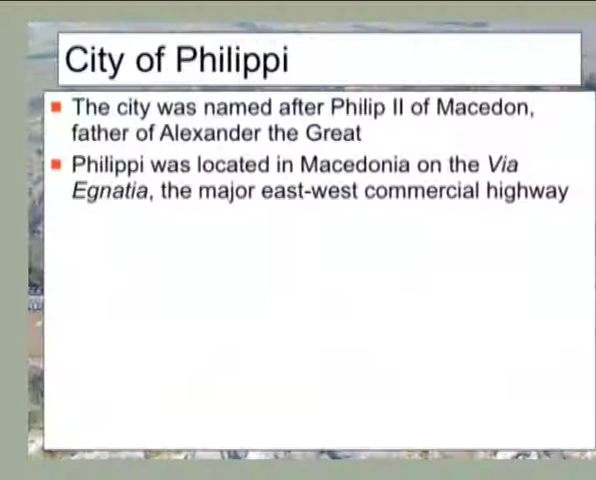 City of Philippi
The city was named after Philip II of Macedon,
father of Alexander the Great
Philippi was located in Macedonia on the Via
Egnatia, the major east-west commercial highway